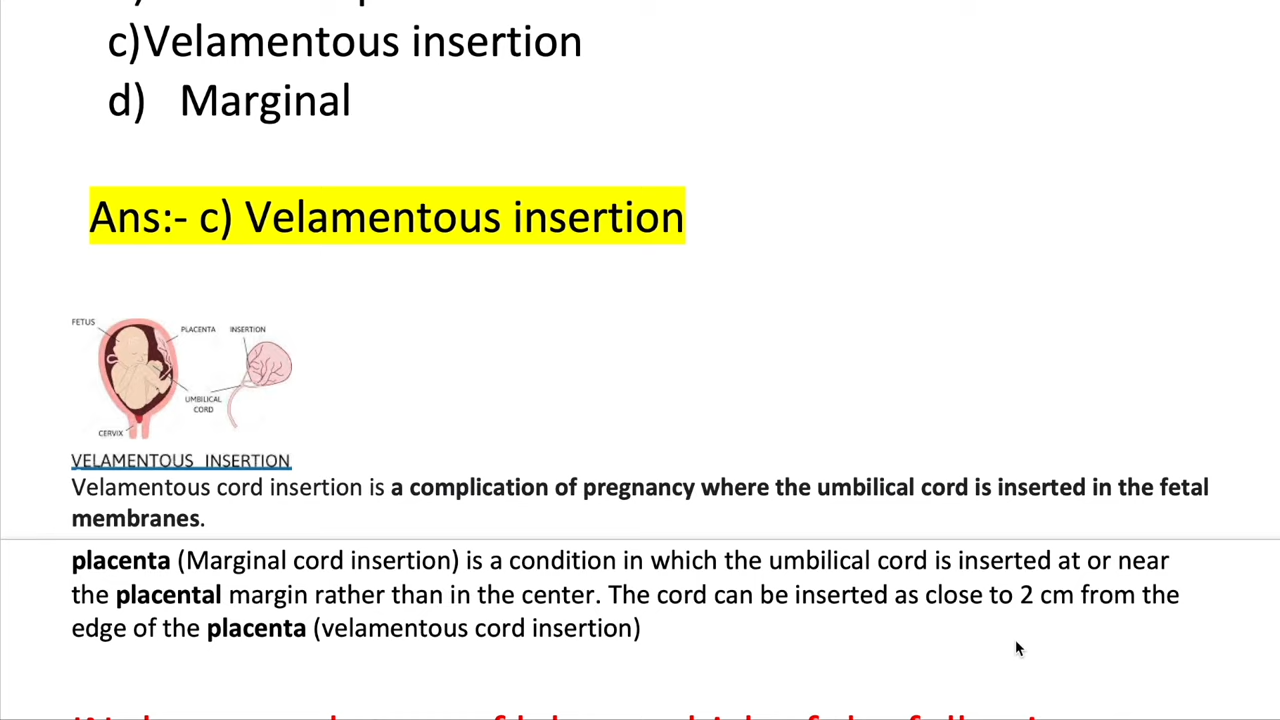 c)Velamentous insertion
d) Marginal
Ans:- c) Velamentous insertion
FETUS
PLACENTA INSERTION
UMBILICAL
CORD
CERVIX
VELAMENTOUS INSERTION
Velamentous cord insertion is a complication of pregnancy where the umbilical cord is inserted in the fetal
membranes.
placenta (Marginal cord insertion) is a condition in which the umbilical cord is inserted at or near
the placental margin rather than in the center. The cord can be inserted as close to 2 cm from the
edge of the placenta (velamentous cord insertion)